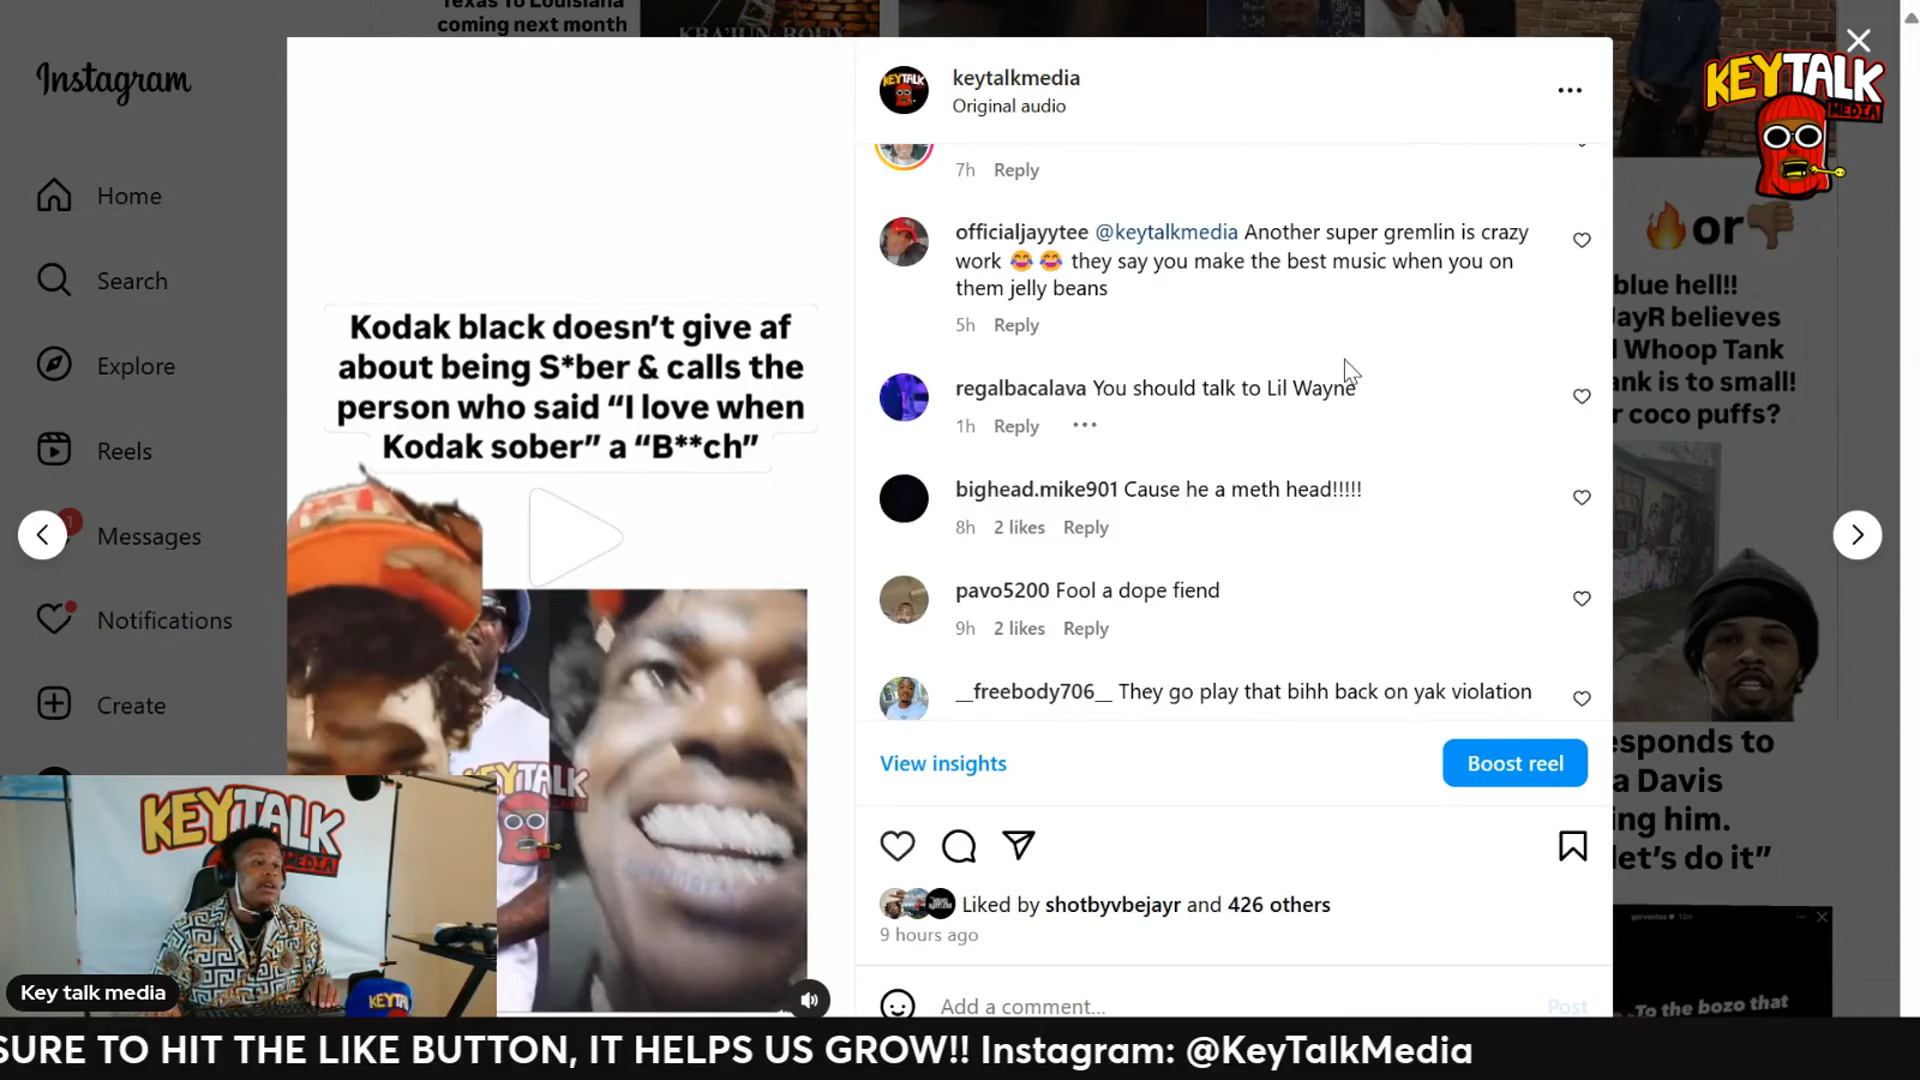 Texas To Louisiana
coming next month
KRA'JUN ROUX
Instagram
Home
Search
Explore
Reels
1
Messages
Notifications
Create
Kodak black doesn't give af
about being S*ber & calls the
person who said “I love when
Kodak sober” a “B**ch”
KEYTALK
KEYTALK
MEDIA
KEYTALK
Key talk media
keytalkmedia
Original audio
7h Reply
officialjayytee @keytalkmedia Another super gremlin is crazy
work 😂 😂 they say you make the best music when you on
them jelly beans
5h Reply
regalbacalava You should talk to Lil Wayne
1h Reply
bighead.mike901 Cause he a meth head!!!!!
8h 2 likes Reply
pavo5200 Fool a dope fiend
9h 2 likes Reply
__freebody706__ They go play that bihh back on yak violation
View insights
Boost reel
Liked by shotbyvbejayr and 426 others
9 hours ago
Add a comment...
Post
KEYTALK
MEDIA
🔥or👎
blue hell!!
JayR believes
d Whoop Tank
ank is to small!
r coco puffs?
esponds to
a Davis
ing him.
let's do it”
gervontaa 13m
To the bozo that
SURE TO HIT THE LIKE BUTTON, IT HELPS US GROW!! Instagram: @KeyTalkMedia